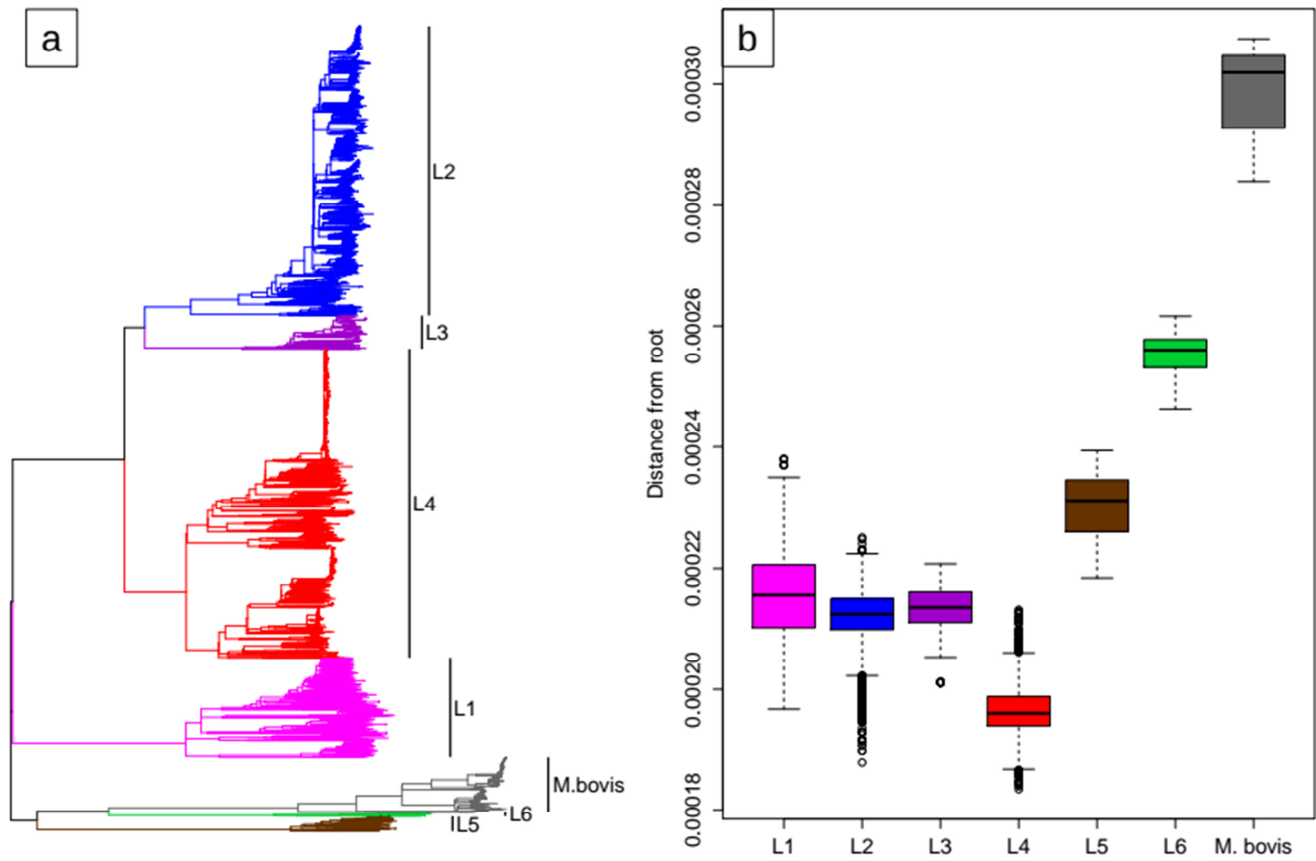 a
L2
L3
L4
L1
M.bovis
L6
L5
b
Distance from root
0.00030
0.00028
0.00026
0.00024
0.00022
0.00020
0.00018
L1 L2 L3 L4 L5 L6 M. bovis